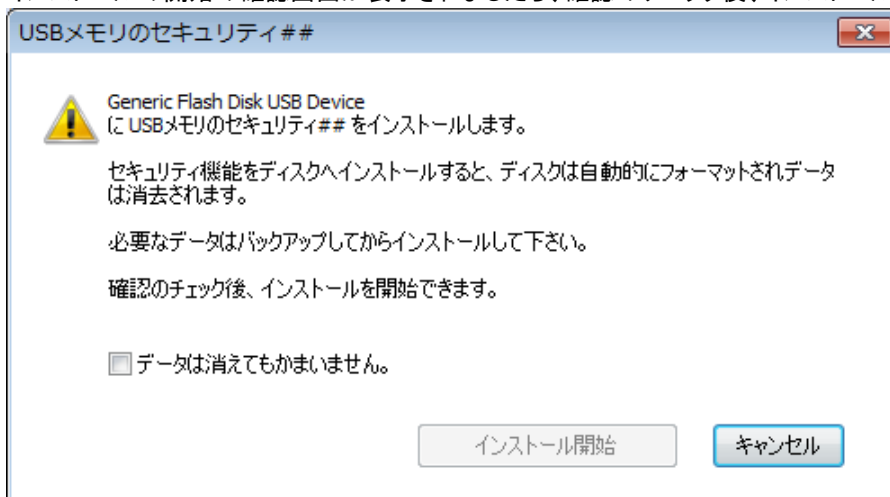 USBメモリのセキュリティ##
Generic Flash Disk USB Device
に USBメモリのセキュリティ## をインストールします。
セキュリティ機能をディスクへインストールすると、ディスクは自動的にフォーマットされデータ
は消去されます。
必要なデータはバックアップしてからインストールして下さい。
確認のチェック後、インストールを開始できます。
データは消えてもかまいません。
インストール開始
キャンセル